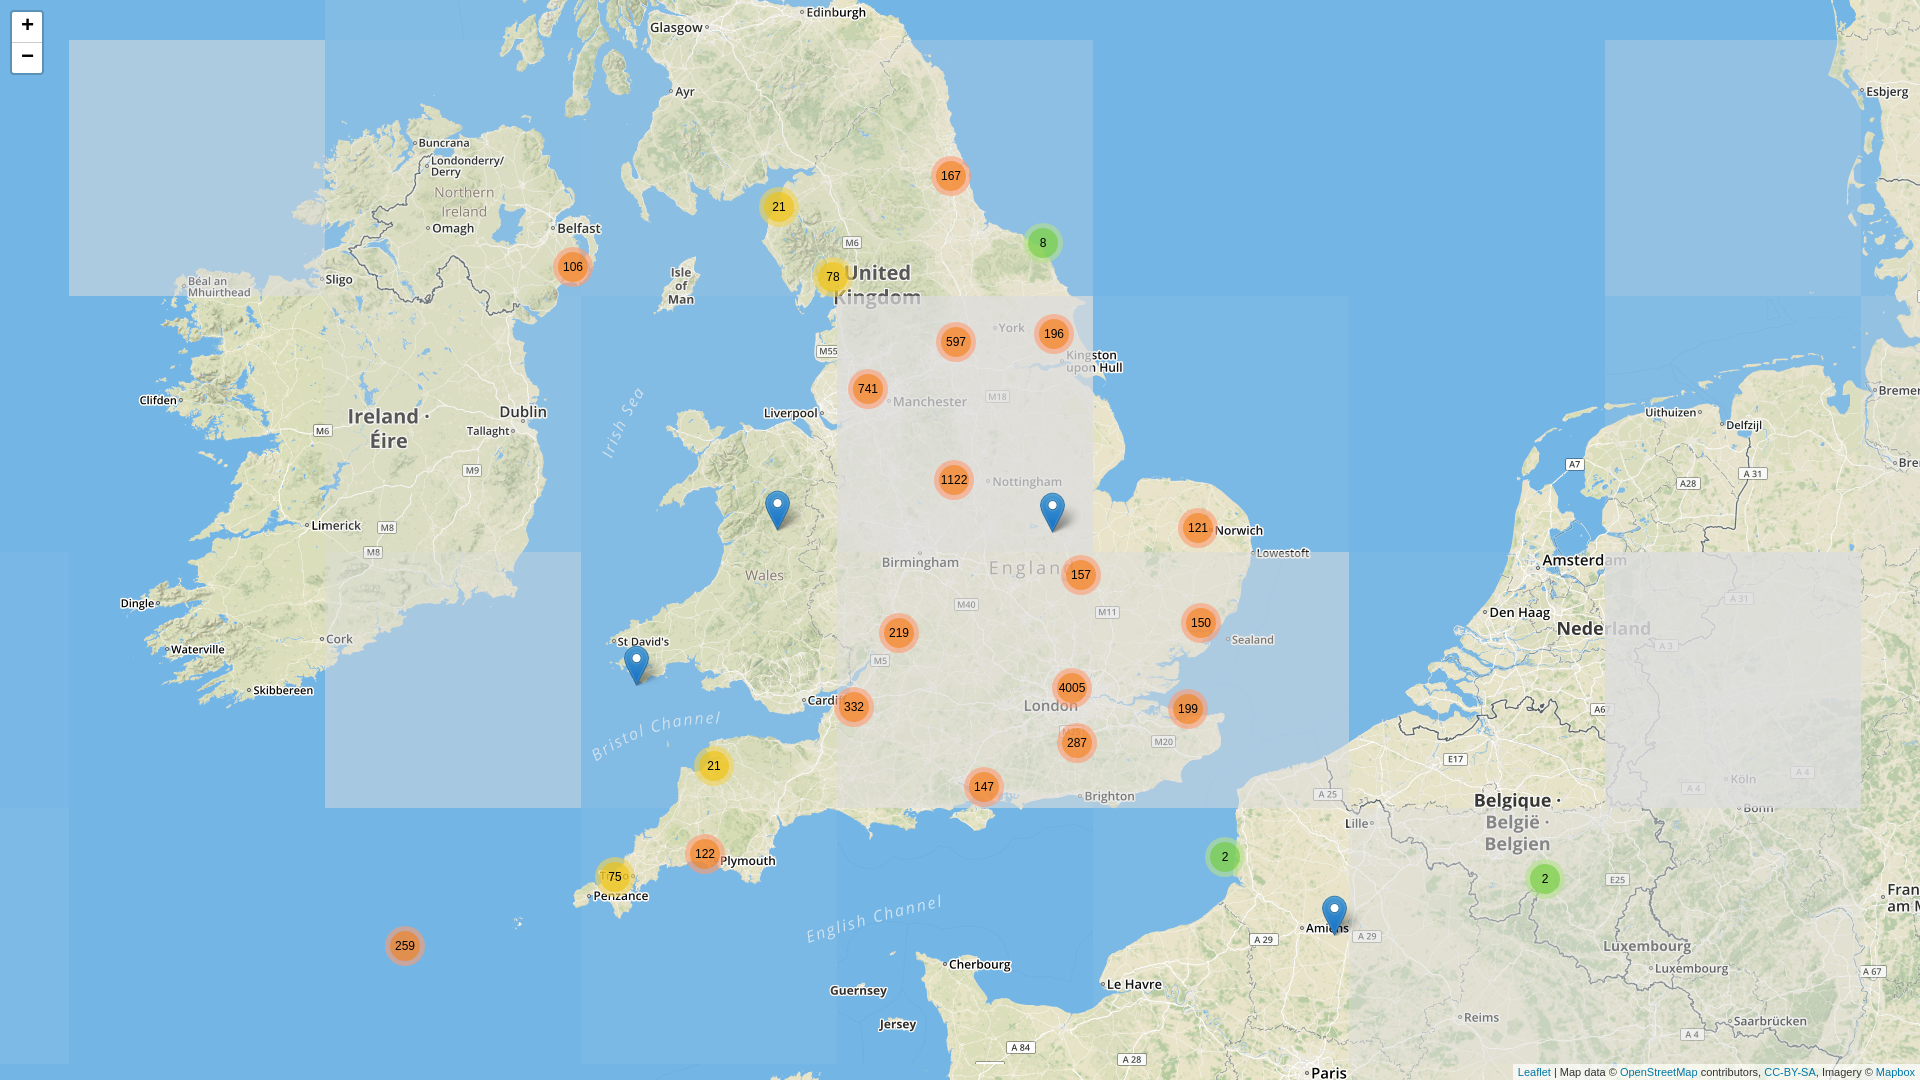 +
−
Glasgow
Edinburgh
Ayr
Esbjerg
Buncrana
Londonderry/
Derry
Northern
Ireland
Omagh
Belfast
167
21
8
M6
106
78
United
Kingdom
Isle
of
Man
Béal an
Mhuirthead
Sligo
York
196
597
Kingston
upon Hull
M55
741
Manchester
M18
Liverpool
Clifden
Ireland ·
Éire
Dublin
Tallaght
M6
M9
Irish Sea
Uithuizen
Delfzijl
A7
A 31
A28
1122
Nottingham
121
Norwich
Lowestoft
Limerick
M8
M8
Birmingham
England
157
Wales
Amsterdam
Den Haag
Nederland
A 31
A 3
Dingle
M40
M11
150
Sealand
219
M5
St David's
Cork
Waterville
Skibbereen
4005
London
199
Cardiff
332
287
M20
A6
E17
Bristol Channel
21
147
Brighton
A 25
Lille
Belgique ·
België ·
Belgien
Köln
A 4
A 4
Bonn
122
Plymouth
75
Penzance
2
2
E25
259
English Channel
Amiens
A 29
A 29
Luxembourg
Luxembourg
A 67
Cherbourg
Le Havre
Guernsey
Jersey
Reims
Saarbrücken
A 4
A 84
A 28
Paris
Leaflet | Map data © OpenStreetMap contributors, CC-BY-SA, Imagery © Mapbox